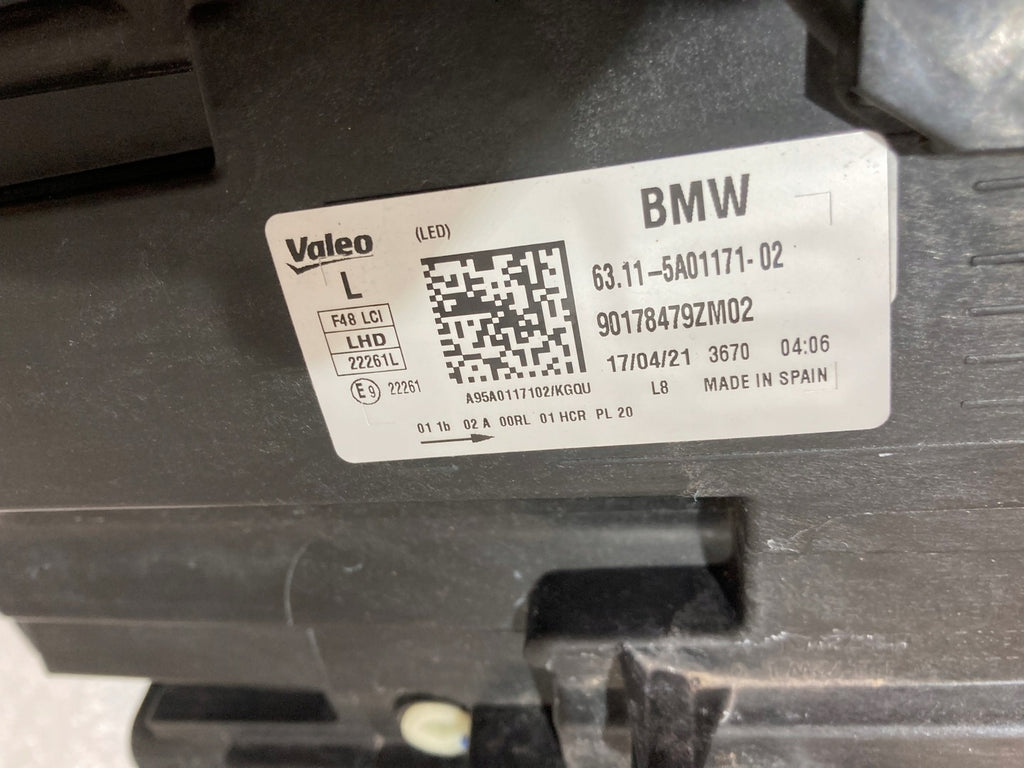 Valeo
(LED)
BMW
L
63.11-5A01171-02
F48 LCI
90178479ZM02
LHD
22261L
17/04/21 3670 04:06
E9 22261
A95A0117102/KGQU
L8 MADE IN SPAIN
01 1b 02 A 00RL 01 HCR PL 20